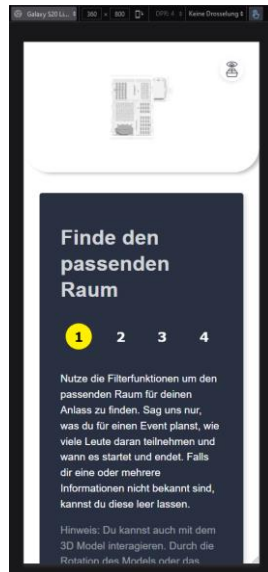 Galaxy S20 Ul... 360 × 800 DPR: 4 Keine Drosselung
Finde den
passenden
Raum
1 2 3 4
Nutze die Filterfunktionen um den
passenden Raum für deinen
Anlass zu finden. Sag uns nur,
was du für einen Event planst, wie
viele Leute daran teilnehmen und
wann es startet und endet. Falls
dir eine oder mehrere
Informationen nicht bekannt sind,
kannst du diese leer lassen.
Hinweis: Du kannst auch mit dem
3D Model interagieren. Durch die
Rotation des Models oder das